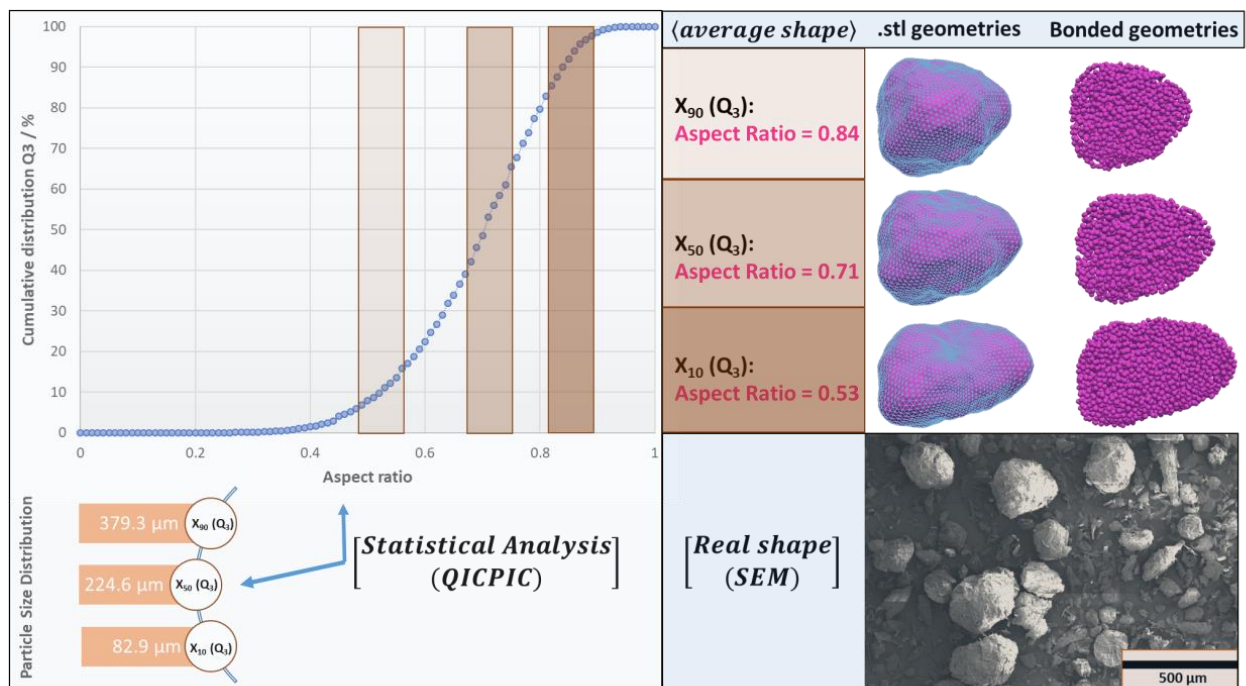 Cumulative distribution Q3 / %
100
90
80
70
60
50
40
30
20
10
0
0
0.2
0.4
0.6
0.8
1
Aspect ratio
Particle Size Distribution
379.3 µm
X90 (Q3)
224.6 µm
X50 (Q3)
82.9 µm
X10 (Q3)
[Statistical Analysis]
(QICPIC)
⟨average shape⟩
.stl geometries
Bonded geometries
X90 (Q3):
Aspect Ratio = 0.84
X50 (Q3):
Aspect Ratio = 0.71
X10 (Q3):
Aspect Ratio = 0.53
[Real shape]
(SEM)
500 µm